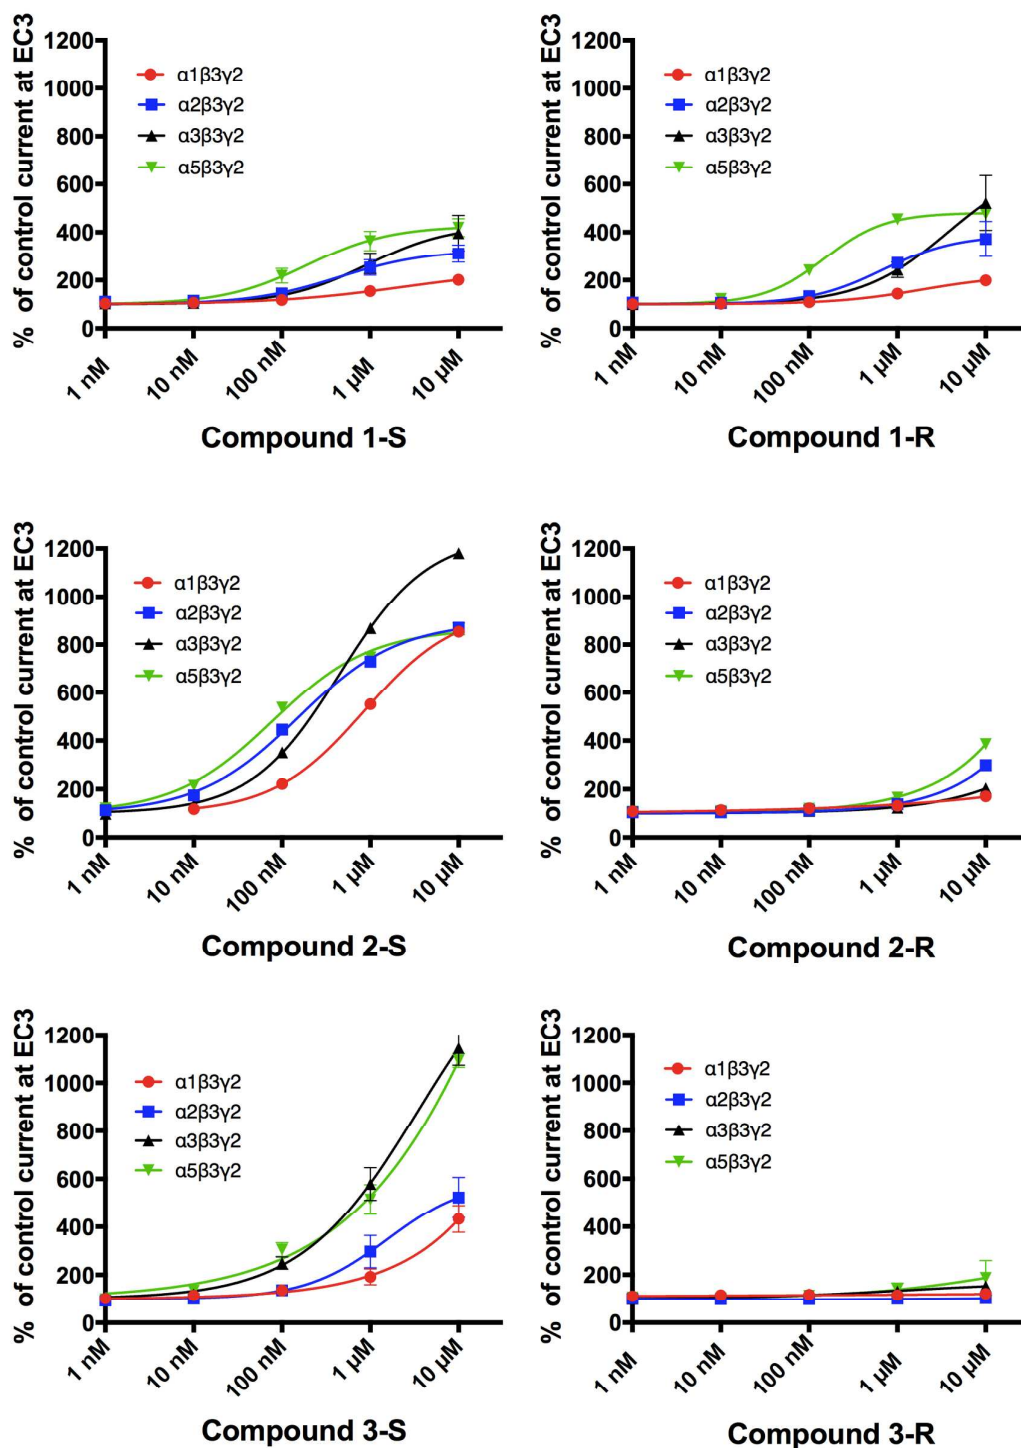 % of control current at EC3
1200
1000
800
600
400
200
0
α1β3γ2
α2β3γ2
α3β3γ2
α5β3γ2
1 nM
10 nM
100 nM
1 µM
10 µM
Compound 1-S
% of control current at EC3
1200
1000
800
600
400
200
0
α1β3γ2
α2β3γ2
α3β3γ2
α5β3γ2
1 nM
10 nM
100 nM
1 µM
10 µM
Compound 1-R
% of control current at EC3
1200
1000
800
600
400
200
0
α1β3γ2
α2β3γ2
α3β3γ2
α5β3γ2
1 nM
10 nM
100 nM
1 µM
10 µM
Compound 2-S
% of control current at EC3
1200
1000
800
600
400
200
0
α1β3γ2
α2β3γ2
α3β3γ2
α5β3γ2
1 nM
10 nM
100 nM
1 µM
10 µM
Compound 2-R
% of control current at EC3
1200
1000
800
600
400
200
0
α1β3γ2
α2β3γ2
α3β3γ2
α5β3γ2
1 nM
10 nM
100 nM
1 µM
10 µM
Compound 3-S
% of control current at EC3
1200
1000
800
600
400
200
0
α1β3γ2
α2β3γ2
α3β3γ2
α5β3γ2
1 nM
10 nM
100 nM
1 µM
10 µM
Compound 3-R